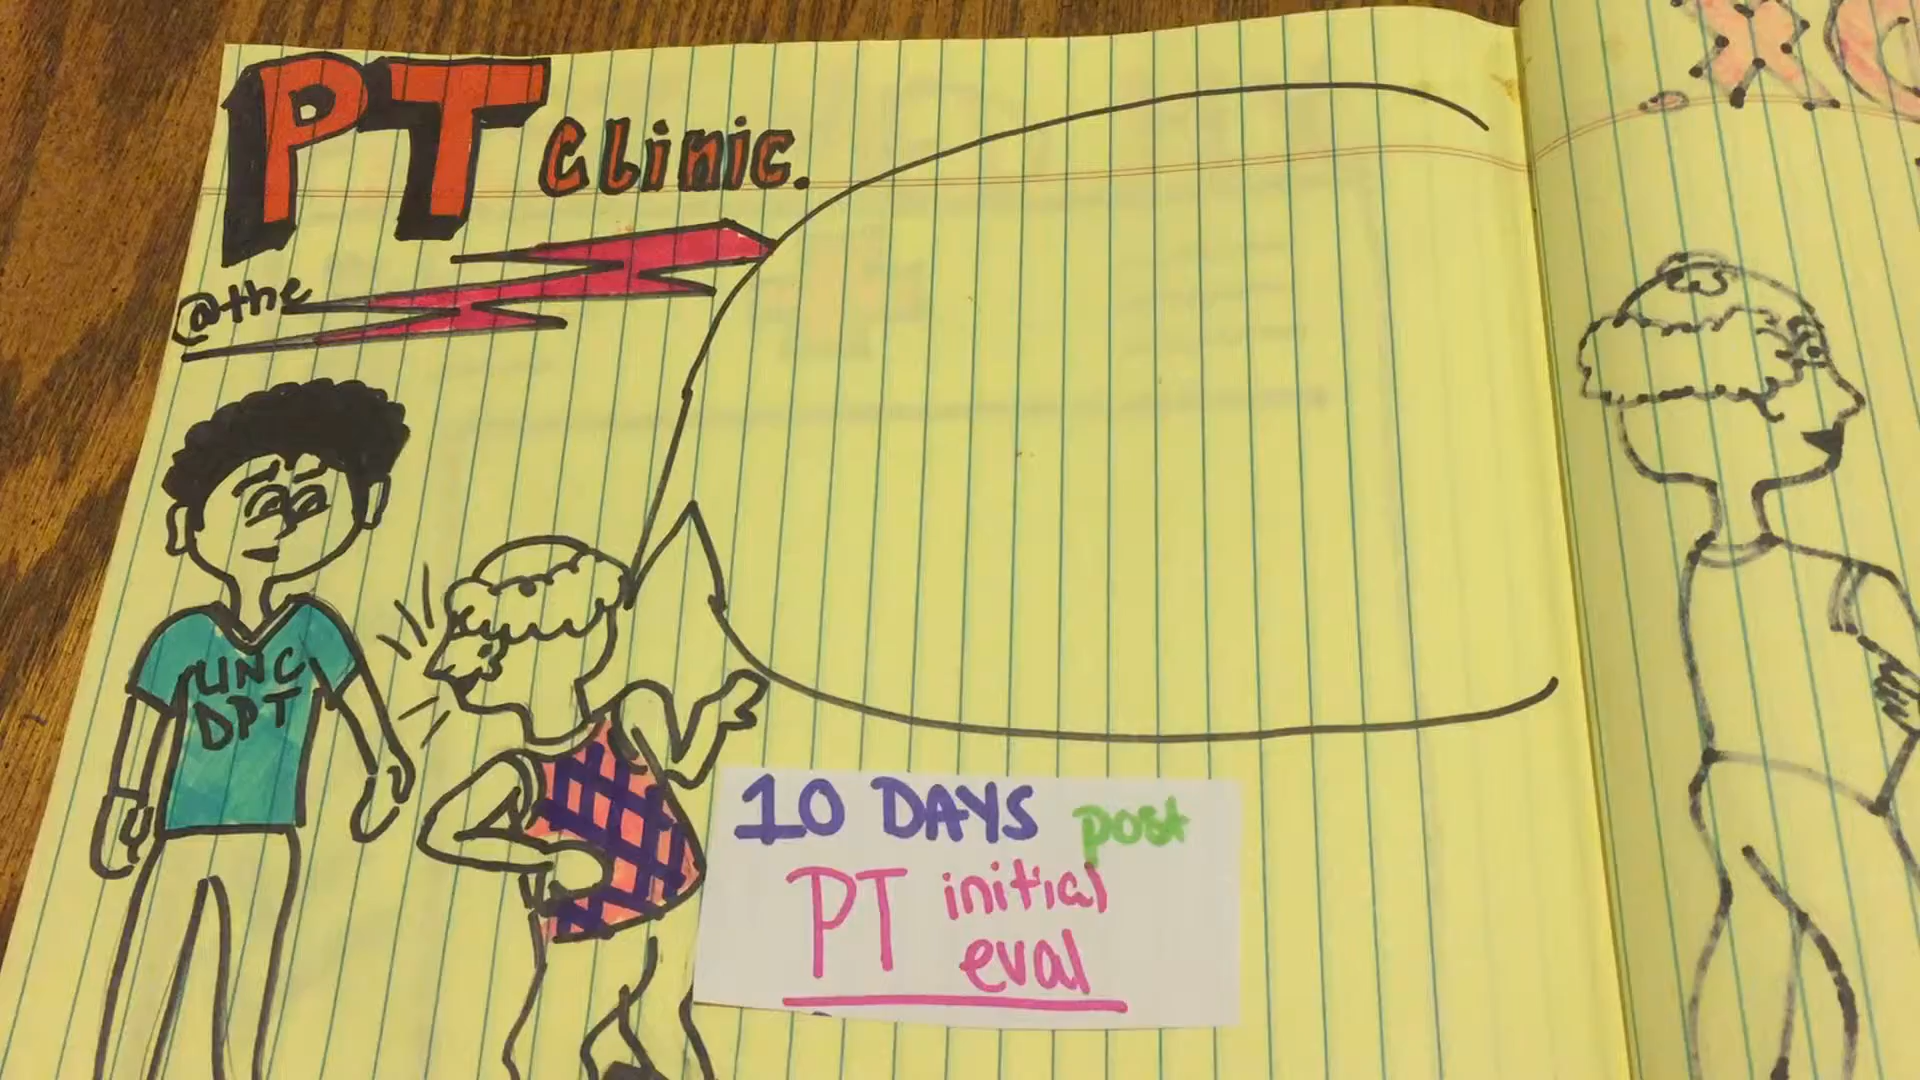 PT clinic.
@the
UNC
DPT
10 DAYS post
PT initial
eval